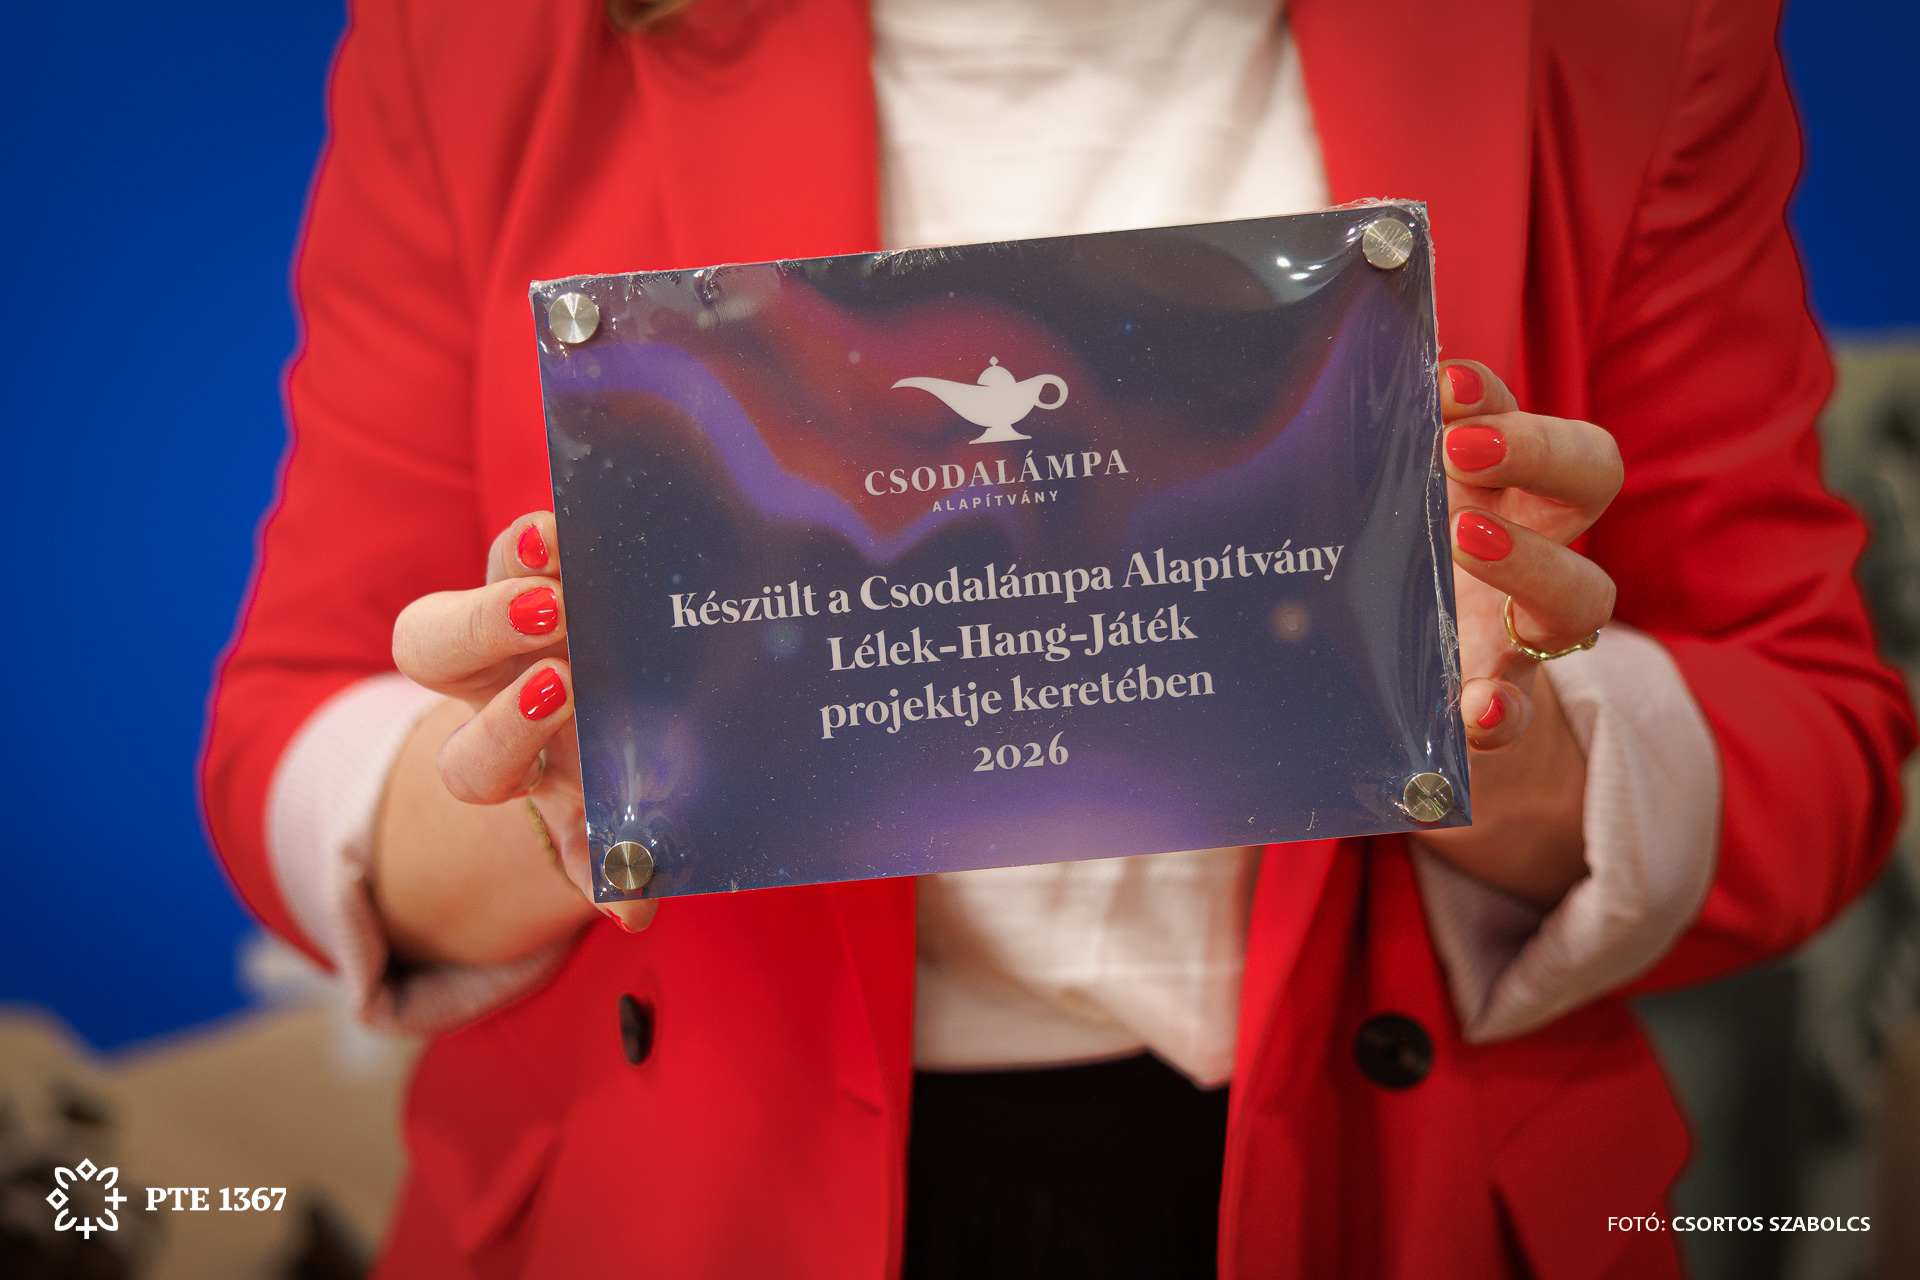 CSODALÁMPA
ALAPÍTVÁNY
Készült a Csodalámpa Alapítvány
Lélek-Hang-Játék
projektje keretében
2026
PTE 1367
FOTÓ: CSORTOS SZABOLCS